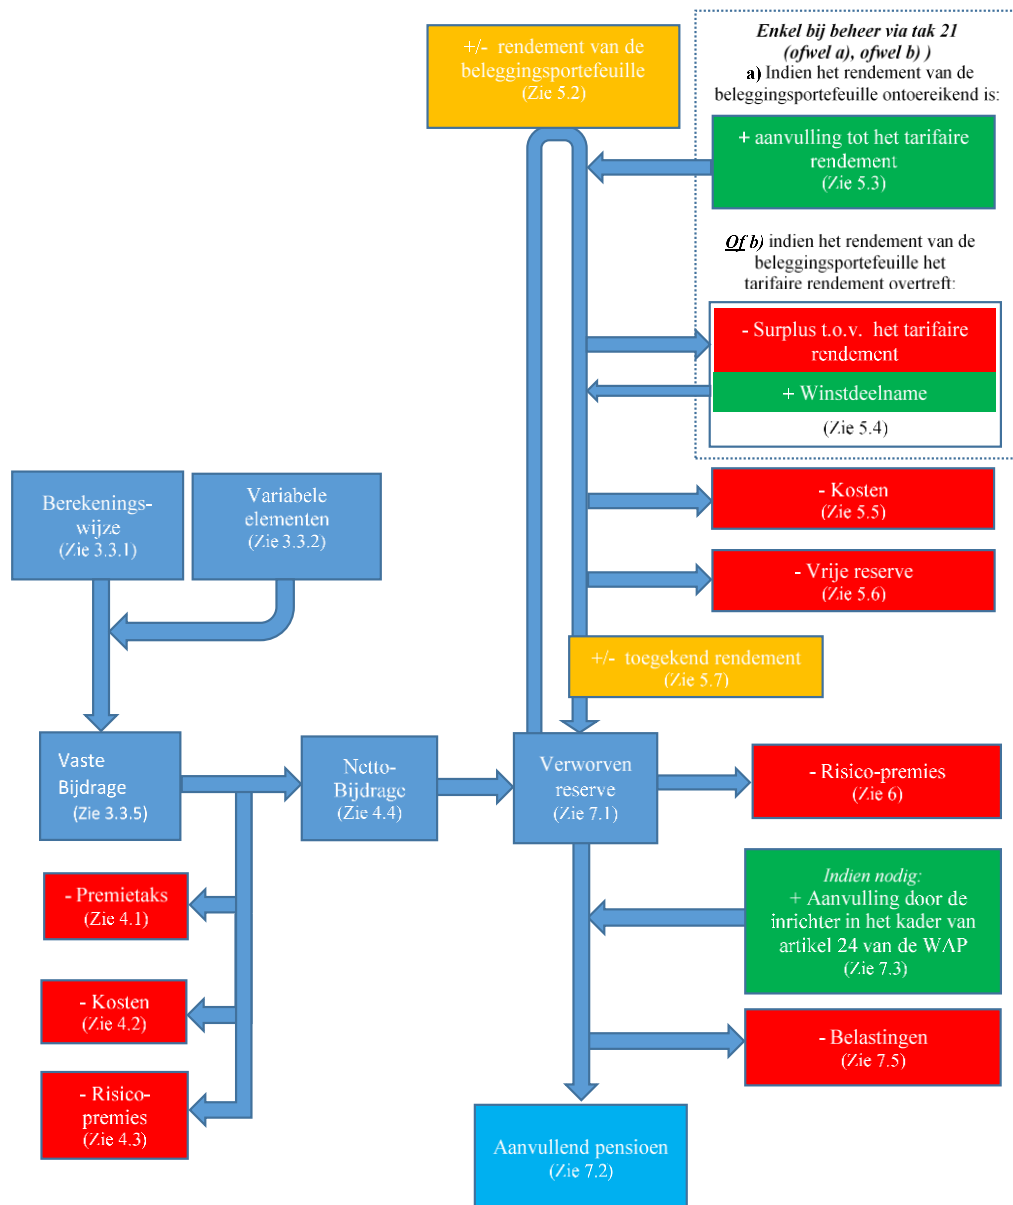 +/-  rendement van de
beleggingsportefeuille
(Zie 5.2)
Enkel bij beheer via tak 21
(ofwel a), ofwel b) )
a) Indien het rendement van de
beleggingsportefeuille ontoereikend is:
+ aanvulling tot het tarifaire
rendement
(Zie 5.3)
Of b) indien het rendement van de
beleggingsportefeuille het
tarifaire rendement overtreft:
- Surplus t.o.v.  het tarifaire
rendement
+ Winstdeelname
(Zie 5.4)
Berekenings-
wijze
(Zie 3.3.1)
Variabele
elementen
(Zie 3.3.2)
- Kosten
(Zie 5.5)
- Vrije reserve
(Zie 5.6)
+/-  toegekend rendement
(Zie 5.7)
Vaste
Bijdrage
(Zie 3.3.5)
Netto-
Bijdrage
(Zie 4.4)
Verworven
reserve
(Zie 7.1)
- Risico-premies
(Zie 6)
- Premietaks
(Zie 4.1)
Indien nodig:
+ Aanvulling door de
inrichter in het kader van
artikel 24 van de WAP
(Zie 7.3)
- Kosten
(Zie 4.2)
- Belastingen
(Zie 7.5)
- Risico-
premies
(Zie 4.3)
Aanvullend pensioen
(Zie 7.2)